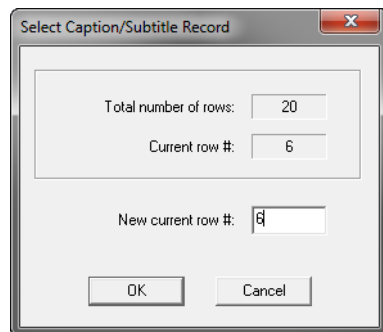 Select Caption/Subtitle Record
Total number of rows: 20
Current row #: 6
New current row #: 6
OK Cancel